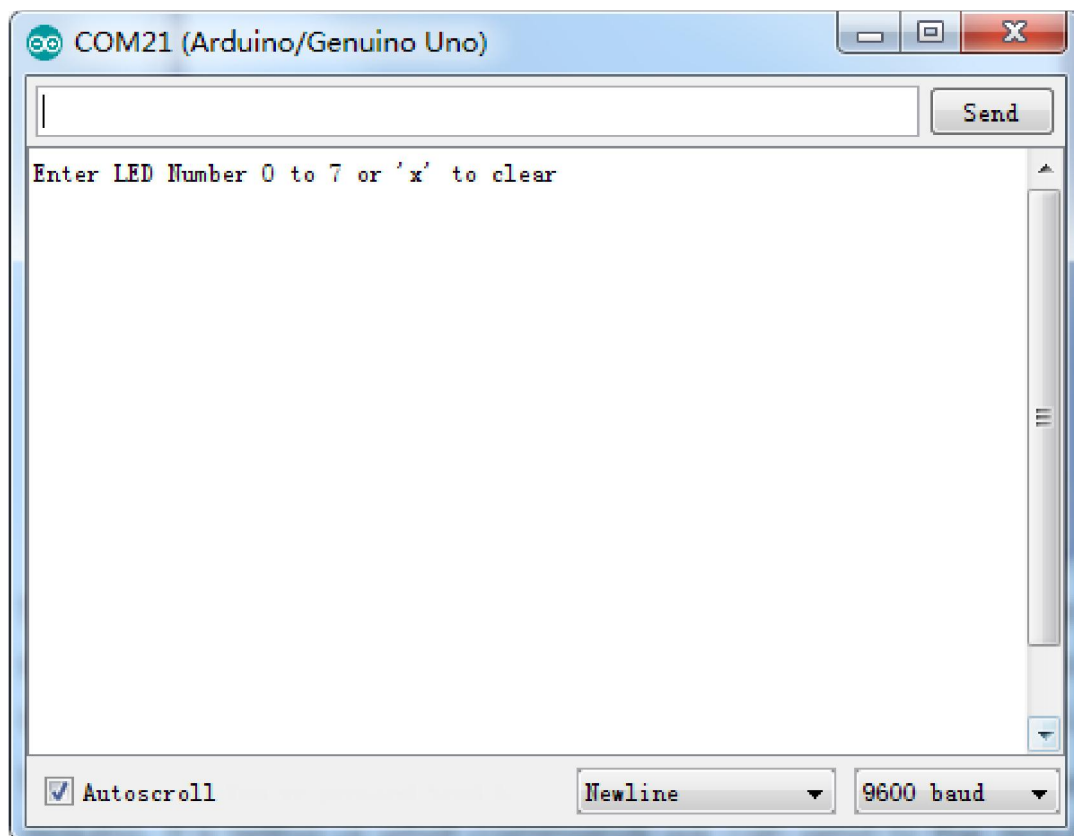 COM21 (Arduino/Genuino Uno)
Send
Enter LED Number 0 to 7 or 'x' to clear
Autoscroll
Newline
9600 baud